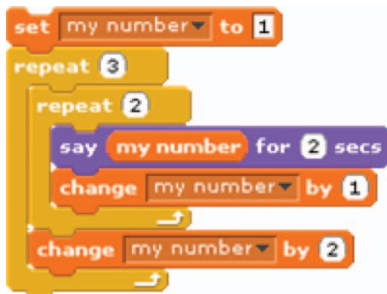 set my number to 1
repeat 3
repeat 2
say my number for 2 secs
change my number by 1
change my number by 2